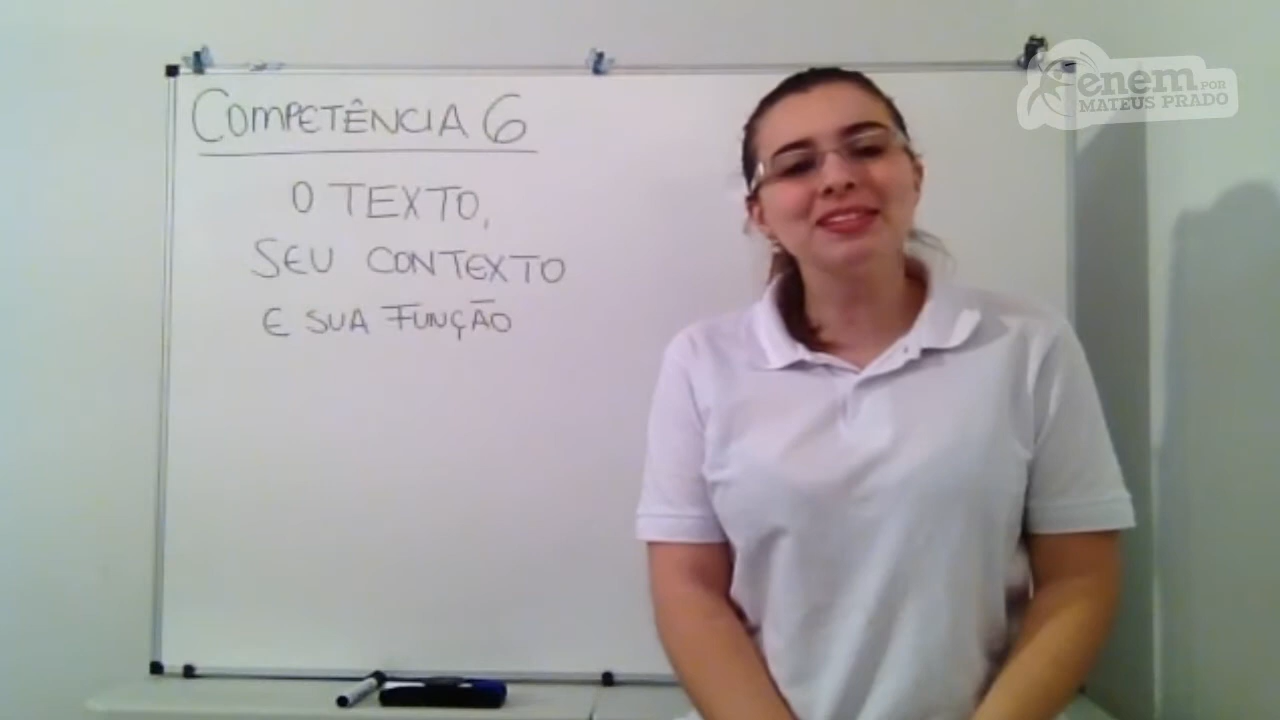 COMPETÊNCIA 6
O TEXTO,
SEU CONTEXTO
E SUA FUNÇÃO
enem POR
MATEUS PRADO